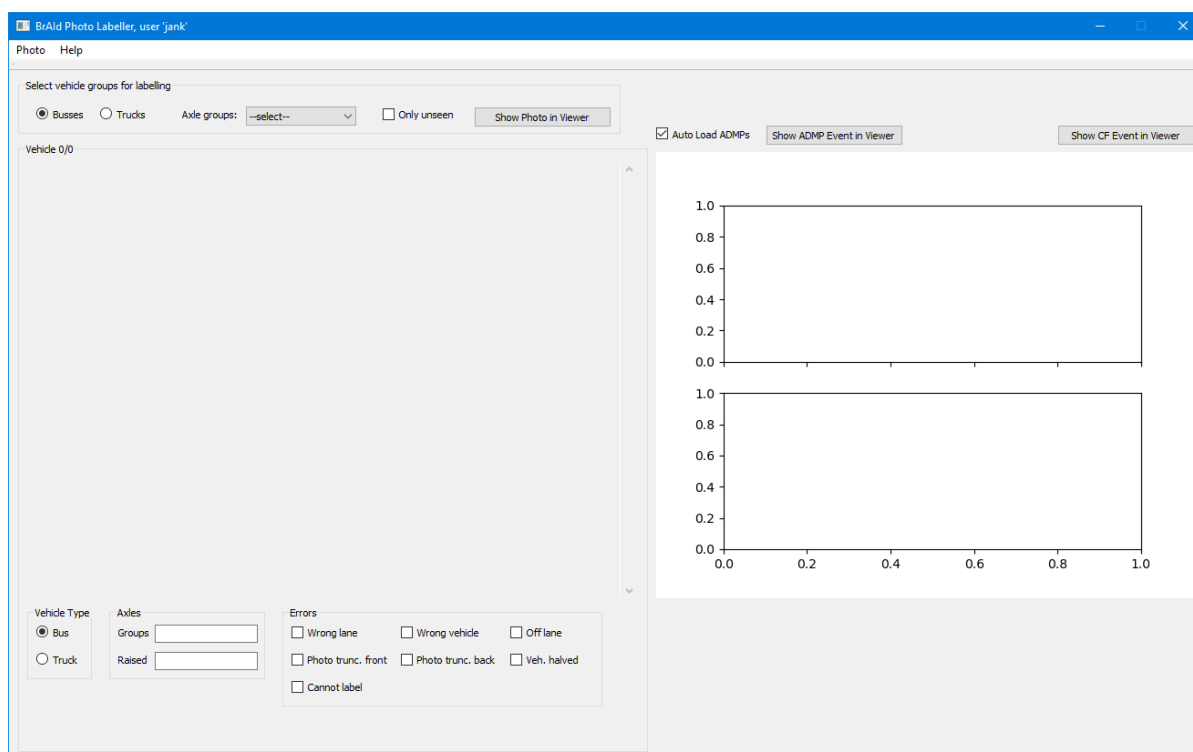 BrAId Photo Labeller, user 'jank'
Photo Help
Select vehicle groups for labelling
Busses Trucks Axle groups: --select-- Only unseen Show Photo in Viewer
Auto Load ADMPs Show ADMP Event in Viewer Show CF Event in Viewer
Vehicle 0/0
1.0
0.8
0.6
0.4
0.2
0.0
1.0
0.8
0.6
0.4
0.2
0.0
0.0 0.2 0.4 0.6 0.8 1.0
Vehicle Type Axles Errors
Bus Groups Wrong lane Wrong vehicle Off lane
Truck Raised Photo trunc. front Photo trunc. back Veh. halved
Cannot label